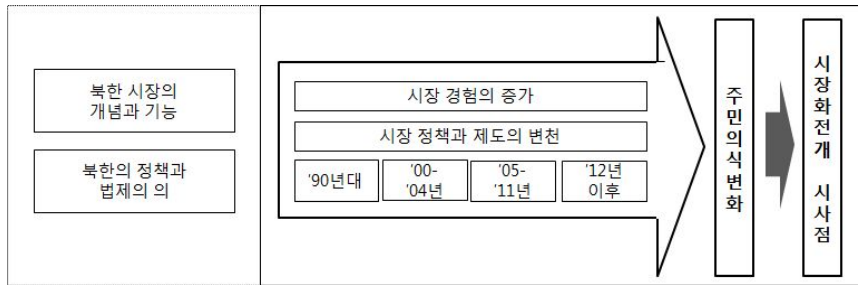 북한 시장의
개념과 기능
북한의 정책과
법제의 의
시장 경험의 증가
시장 정책과 제도의 변천
'90년대
'00-
'04년
'05-
'11년
'12년
이후
주민의식변화
시장화전개 시사점